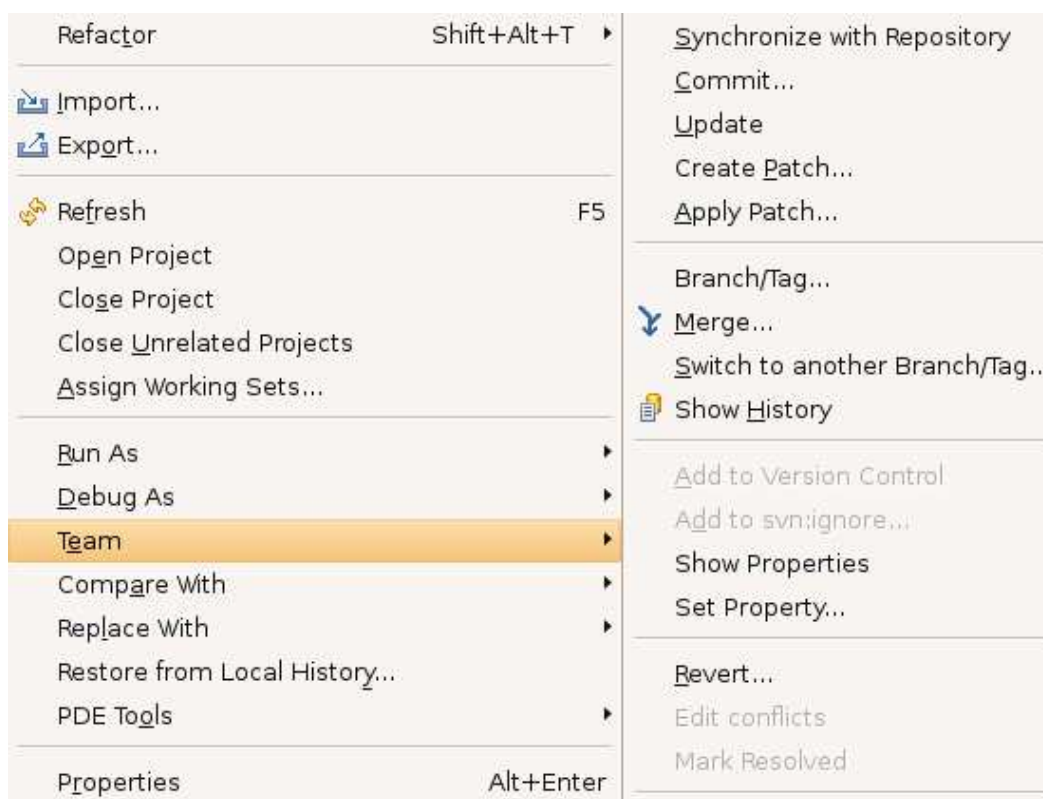 Refactor Shift+Alt+T
Import...
Export...
Refresh F5
Open Project
Close Project
Close Unrelated Projects
Assign Working Sets...
Run As
Debug As
Team
Compare With
Replace With
Restore from Local History...
PDE Tools
Properties Alt+Enter
Synchronize with Repository
Commit...
Update
Create Patch...
Apply Patch...
Branch/Tag...
Merge...
Switch to another Branch/Tag..
Show History
Add to Version Control
Add to svn:ignore...
Show Properties
Set Property...
Revert...
Edit conflicts
Mark Resolved